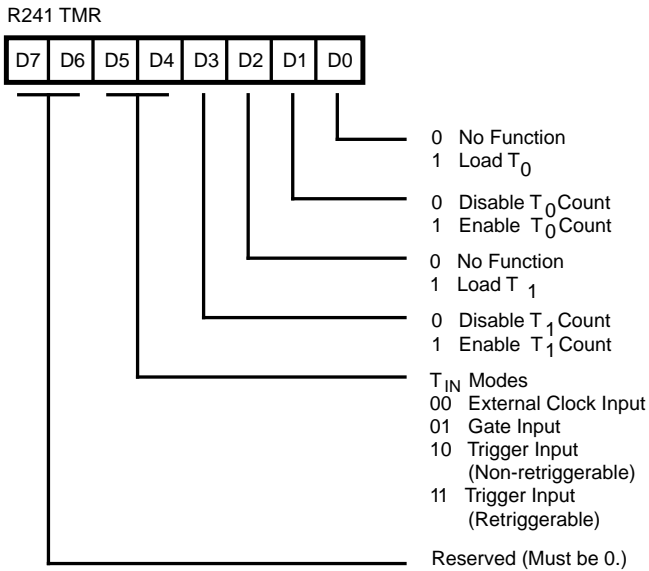 R241 TMR
D7 D6 D5 D4 D3 D2 D1 D0
0 No Function
1 Load T0
0 Disable T0 Count
1 Enable T0 Count
0 No Function
1 Load T 1
0 Disable T1 Count
1 Enable T1 Count
TIN Modes
00 External Clock Input
01 Gate Input
10 Trigger Input
(Non-retriggerable)
11 Trigger Input
(Retriggerable)
Reserved (Must be 0.)